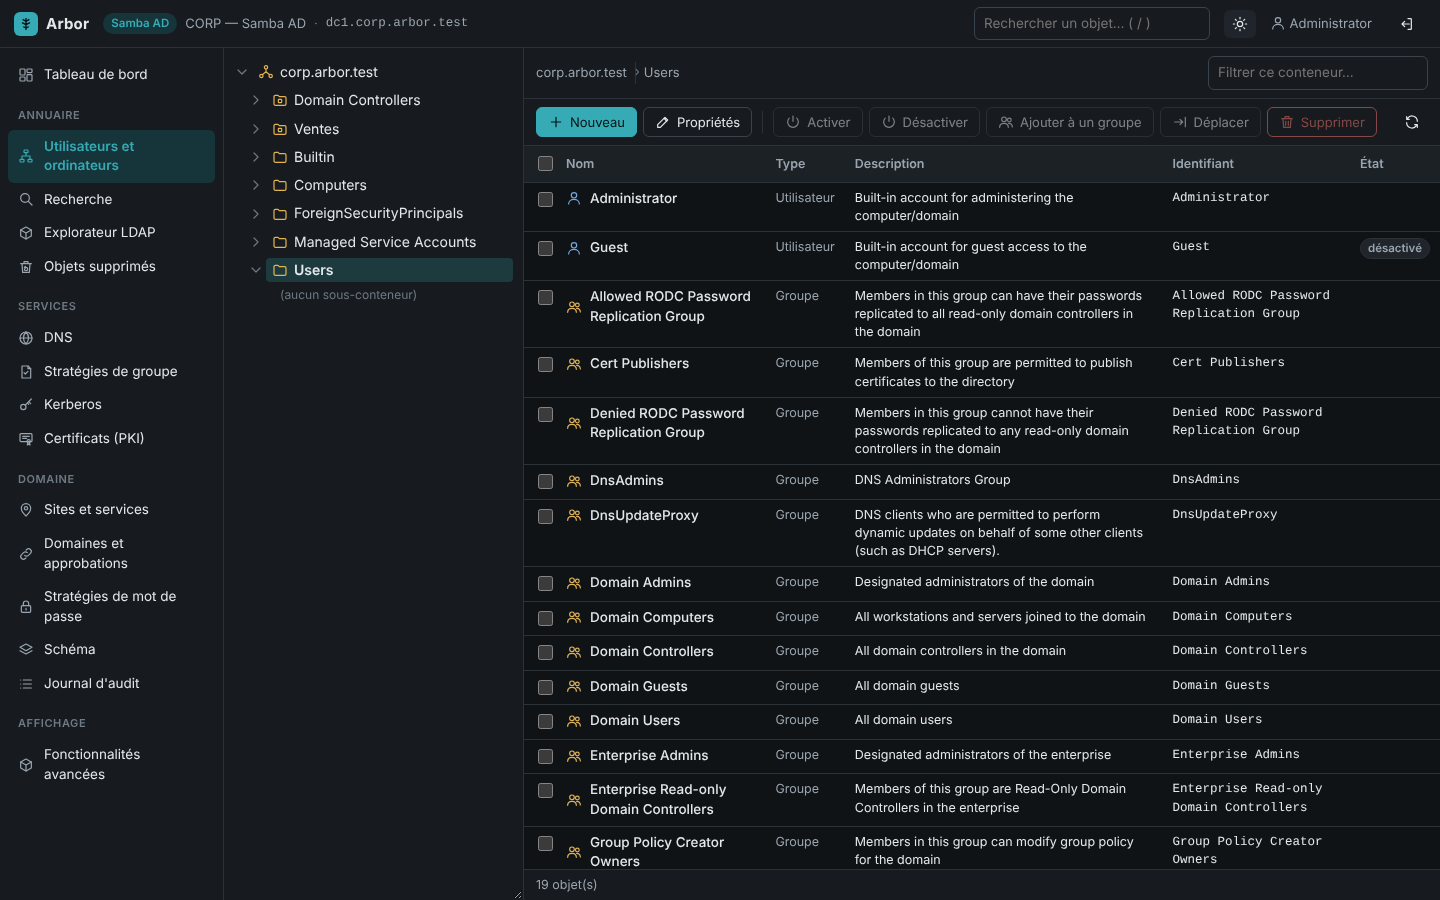 Arbor Samba AD CORP — Samba AD · dc1.corp.arbor.test Rechercher un objet... ( / ) Administrator
Tableau de bord
ANNUAIRE
Utilisateurs et
ordinateurs
Recherche
Explorateur LDAP
Objets supprimés
SERVICES
DNS
Stratégies de groupe
Kerberos
Certificats (PKI)
DOMAINE
Sites et services
Domaines et
approbations
Stratégies de mot de
passe
Schéma
Journal d'audit
AFFICHAGE
Fonctionnalités
avancées
corp.arbor.test
Domain Controllers
Ventes
Builtin
Computers
ForeignSecurityPrincipals
Managed Service Accounts
Users
(aucun sous-conteneur)
corp.arbor.test › Users Filtrer ce conteneur...
Nouveau Propriétés Activer Désactiver Ajouter à un groupe Déplacer Supprimer
Nom Type Description Identifiant État
Administrator Utilisateur Built-in account for administering the Administrator
computer/domain
Guest Utilisateur Built-in account for guest access to the Guest désactivé
computer/domain
Allowed RODC Password Groupe Members in this group can have their passwords Allowed RODC Password
Replication Group replicated to all read-only domain controllers in Replication Group
the domain
Cert Publishers Groupe Members of this group are permitted to publish Cert Publishers
certificates to the directory
Denied RODC Password Groupe Members in this group cannot have their Denied RODC Password
Replication Group passwords replicated to any read-only domain Replication Group
controllers in the domain
DnsAdmins Groupe DNS Administrators Group DnsAdmins
DnsUpdateProxy Groupe DNS clients who are permitted to perform DnsUpdateProxy
dynamic updates on behalf of some other clients
(such as DHCP servers).
Domain Admins Groupe Designated administrators of the domain Domain Admins
Domain Computers Groupe All workstations and servers joined to the domain Domain Computers
Domain Controllers Groupe All domain controllers in the domain Domain Controllers
Domain Guests Groupe All domain guests Domain Guests
Domain Users Groupe All domain users Domain Users
Enterprise Admins Groupe Designated administrators of the enterprise Enterprise Admins
Enterprise Read-only Groupe Members of this group are Read-Only Domain Enterprise Read-only
Domain Controllers Controllers in the enterprise Domain Controllers
Group Policy Creator Groupe Members in this group can modify group policy Group Policy Creator
Owners for the domain Owners
19 objet(s)